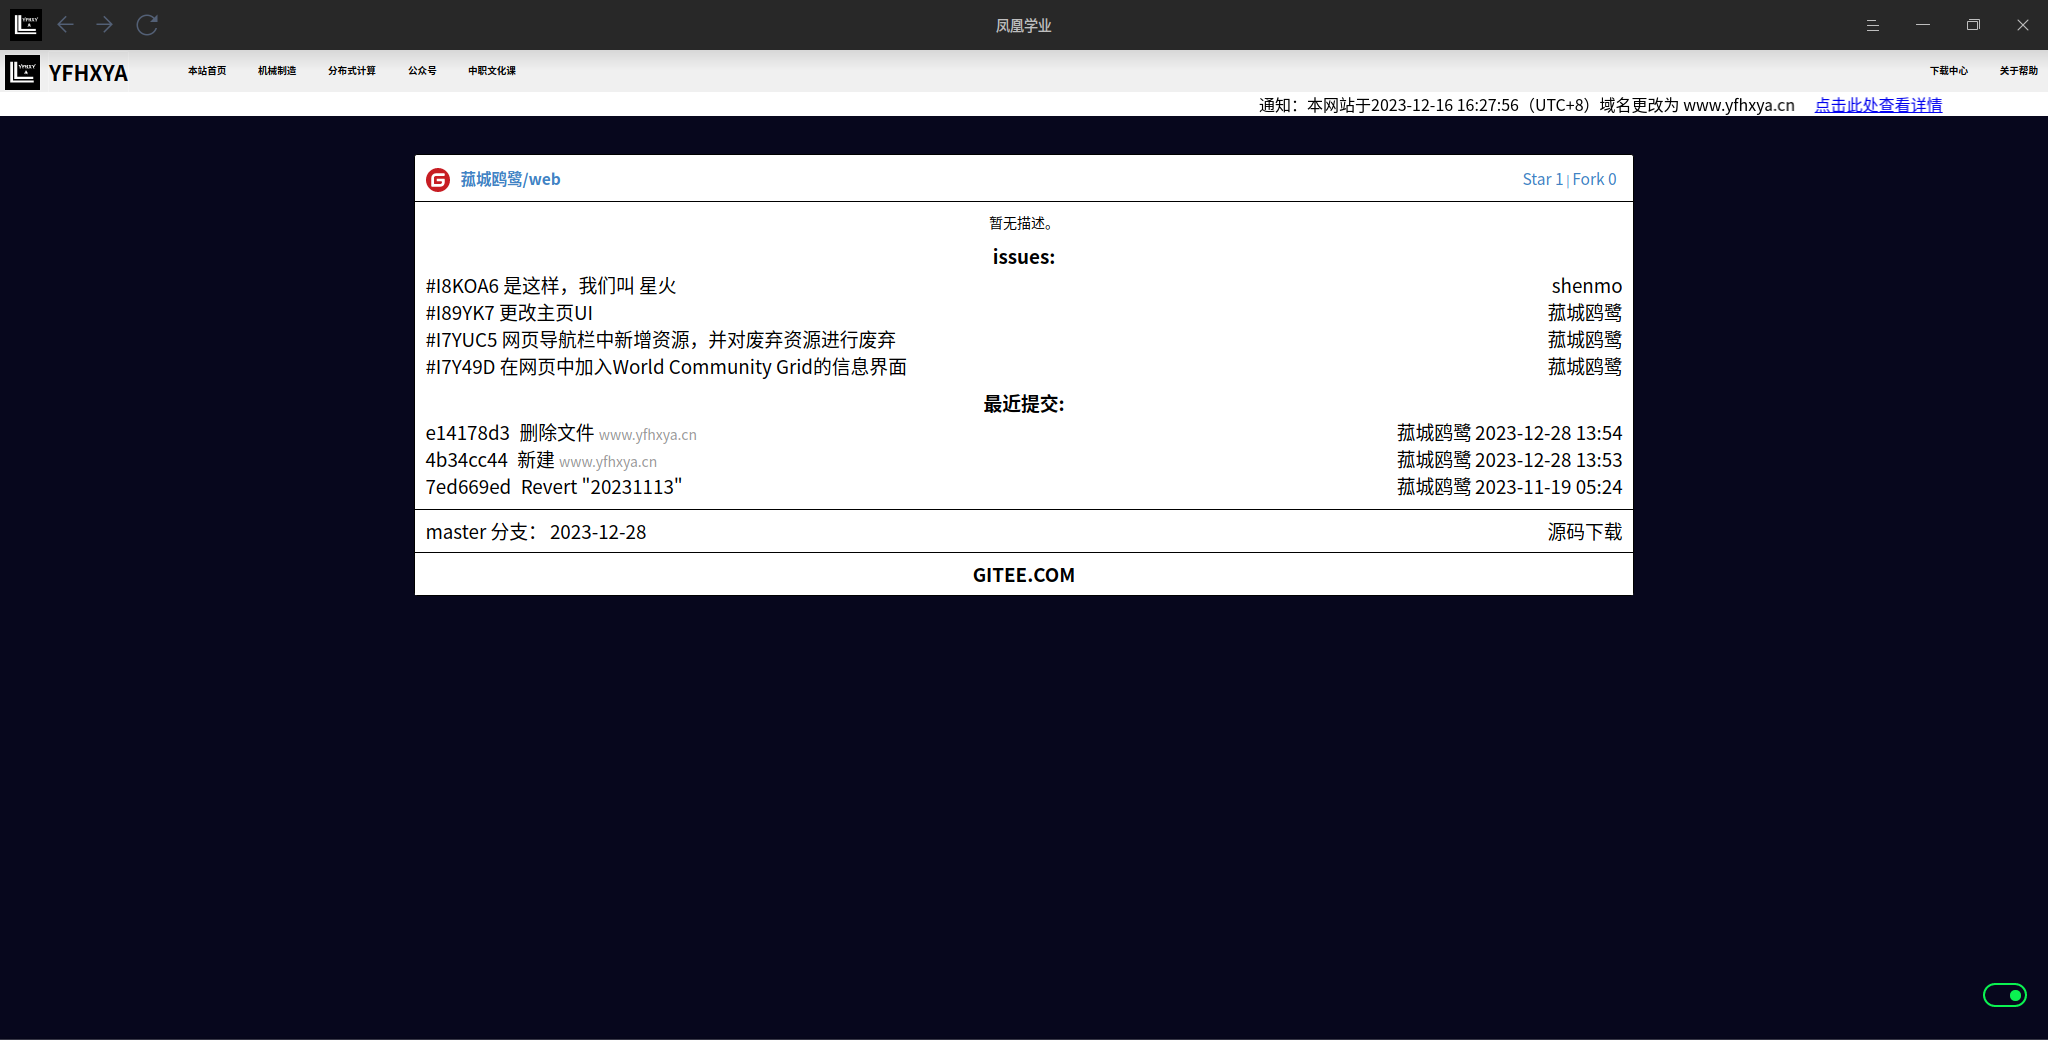 凤凰学业
YFHXYA 本站首页 机械制造 分布式计算 公众号 中职文化课 下载中心 关于帮助
通知：本网站于2023-12-16 16:27:56（UTC+8）域名更改为 www.yfhxya.cn 点击此处查看详情
菰城鸥鹭/web Star 1 | Fork 0
暂无描述。
issues:
#I8KOA6 是这样，我们叫 星火 shenmo
#I89YK7 更改主页UI 菰城鸥鹭
#I7YUC5 网页导航栏中新增资源，并对废弃资源进行废弃 菰城鸥鹭
#I7Y49D 在网页中加入World Community Grid的信息界面 菰城鸥鹭
最近提交:
e14178d3 删除文件 www.yfhxya.cn 菰城鸥鹭 2023-12-28 13:54
4b34cc44 新建 www.yfhxya.cn 菰城鸥鹭 2023-12-28 13:53
7ed669ed Revert "20231113" 菰城鸥鹭 2023-11-19 05:24
master 分支： 2023-12-28 源码下载
GITEE.COM